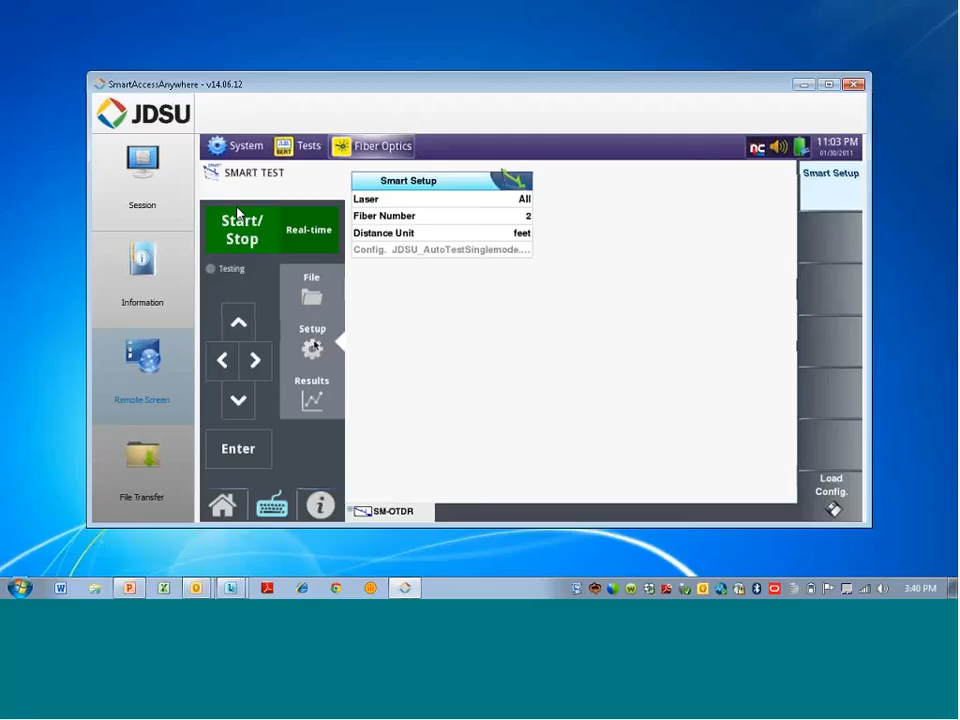 SmartAccessAnywhere - v14.06.12
JDSU
System
Tests
Fiber Optics
11:03 PM
01/30/2011
SMART TEST
Smart Setup
Laser All
Fiber Number 2
Distance Unit feet
Config. JDSU_AutoTestSinglemode....
Smart Setup
Start/
Stop
Real-time
Testing
File
Setup
Results
Enter
Session
Information
Remote Screen
File Transfer
Load
Config.
SM-OTDR
3:40 PM